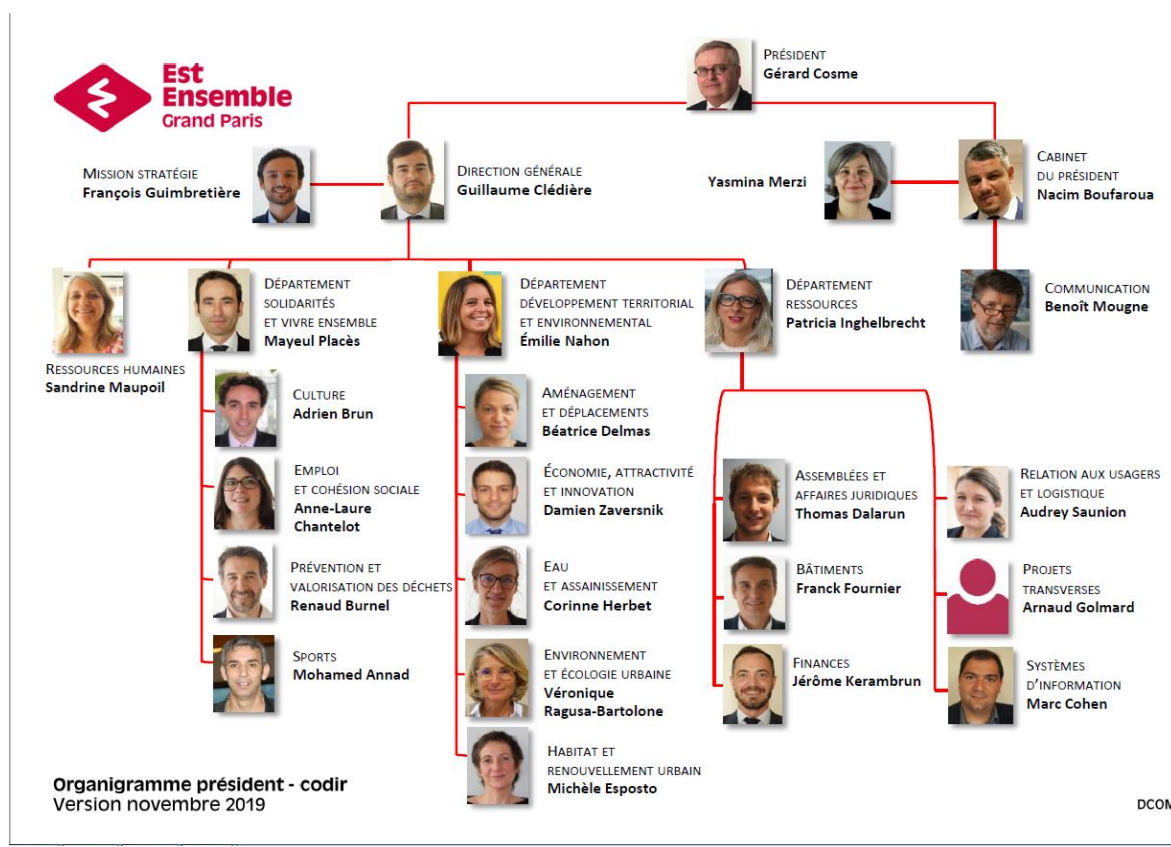 Est
Ensemble
Grand Paris
PRÉSIDENT
Gérard Cosme
MISSION STRATÉGIE
François Guimbretière
DIRECTION GÉNÉRALE
Guillaume Clédière
Yasmina Merzi
CABINET
DU PRÉSIDENT
Nacim Boufaroua
RESSOURCES HUMAINES
Sandrine Maupoil
DÉPARTEMENT
SOLIDARITÉS
ET VIVRE ENSEMBLE
Mayeul Placès
DÉPARTEMENT
DÉVELOPPEMENT TERRITORIAL
ET ENVIRONNEMENTAL
Émilie Nahon
DÉPARTEMENT
RESSOURCES
Patricia Inghelbrecht
COMMUNICATION
Benoît Mougne
CULTURE
Adrien Brun
EMPLOI
ET COHÉSION SOCIALE
Anne-Laure
Chantelot
PRÉVENTION ET
VALORISATION DES DÉCHETS
Renaud Burnel
SPORTS
Mohamed Annad
AMÉNAGEMENT
ET DÉPLACEMENTS
Béatrice Delmas
ÉCONOMIE, ATTRACTIVITÉ
ET INNOVATION
Damien Zaversnik
EAU
ET ASSAINISSEMENT
Corinne Herbet
ENVIRONNEMENT
ET ÉCOLOGIE URBAINE
Véronique
Ragusa-Bartolone
HABITAT ET
RENOUVELLEMENT URBAIN
Michèle Esposto
ASSEMBLÉES ET
AFFAIRES JURIDIQUES
Thomas Dalarun
BÂTIMENTS
Franck Fournier
FINANCES
Jérôme Kerambrun
RELATION AUX USAGERS
ET LOGISTIQUE
Audrey Saunion
PROJETS
TRANSVERSES
Arnaud Golmard
SYSTÈMES
D'INFORMATION
Marc Cohen
Organigramme président - codir
Version novembre 2019
DCOM